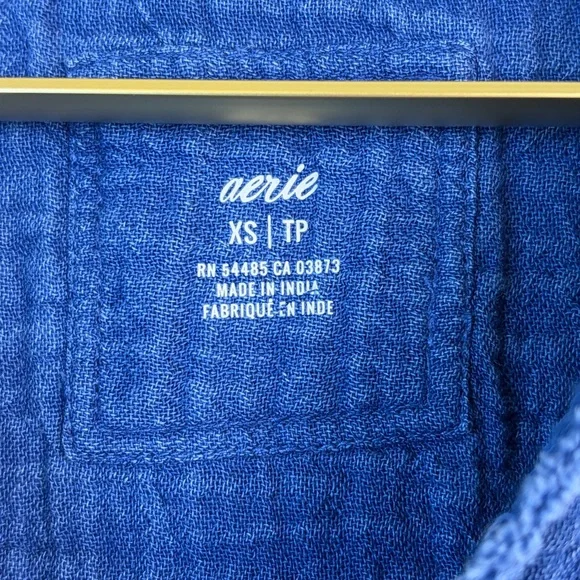 aerie
XS | TP
RN 54485 CA 03873
MADE IN INDIA
FABRIQUÉ EN INDE